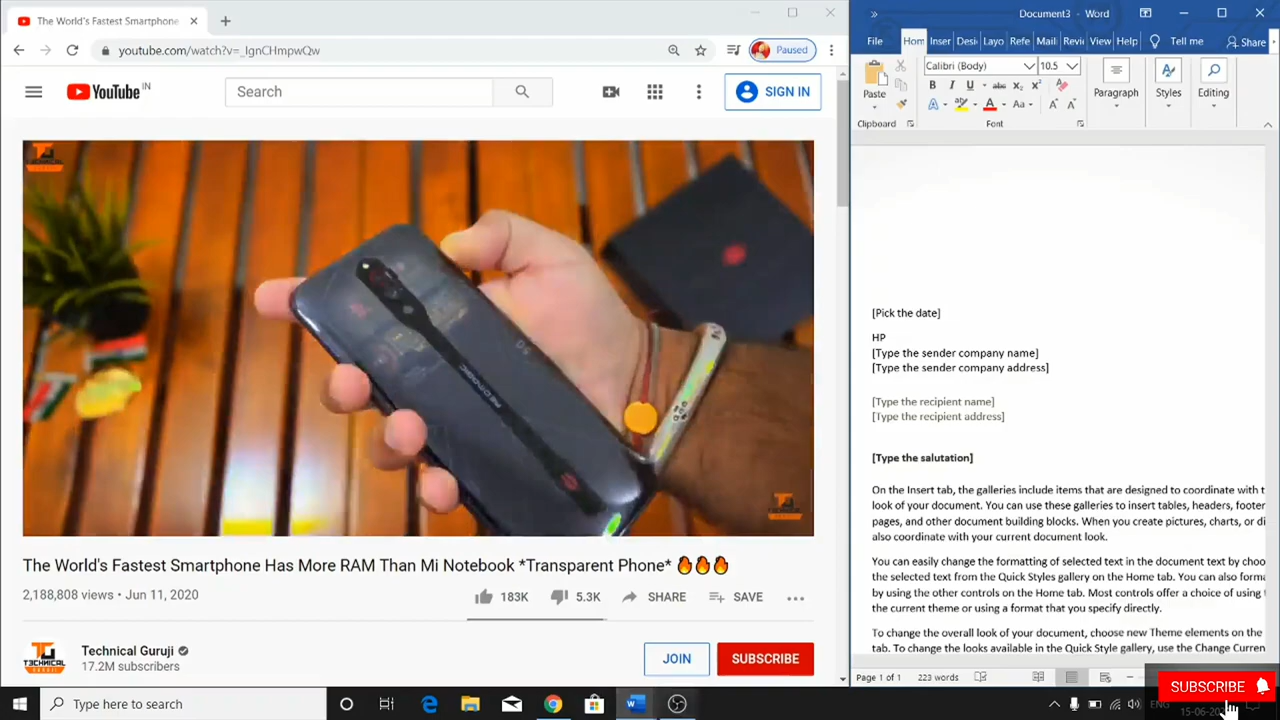 The World's Fastest Smartphone
Document3 - Word
youtube.com/watch?v=_IgnCHmpwQw
Paused
File Hom Inser Desi Layo Refe Maili Revi View Help Tell me Share
YouTube IN
Search
SIGN IN
Calibri (Body) 10.5
Paste
Clipboard
Font
Paragraph
Styles
Editing
TECHNICAL
[Pick the date]
HP
[Type the sender company name]
[Type the sender company address]
[Type the recipient name]
[Type the recipient address]
[Type the salutation]
On the Insert tab, the galleries include items that are designed to coordinate with t
look of your document. You can use these galleries to insert tables, headers, footer
pages, and other document building blocks. When you create pictures, charts, or di
also coordinate with your current document look.
You can easily change the formatting of selected text in the document text by choo
the selected text from the Quick Styles gallery on the Home tab. You can also forma
by using the other controls on the Home tab. Most controls offer a choice of using t
the current theme or using a format that you specify directly.
To change the overall look of your document, choose new Theme elements on the
tab. To change the looks available in the Quick Style gallery, use the Change Curren
The World's Fastest Smartphone Has More RAM Than Mi Notebook *Transparent Phone* 🔥🔥🔥
2,188,808 views • Jun 11, 2020
183K 5.3K SHARE SAVE
Technical Guruji
17.2M subscribers
JOIN SUBSCRIBE
Page 1 of 1 223 words
SUBSCRIBE
Type here to search
ENG
15-06-20